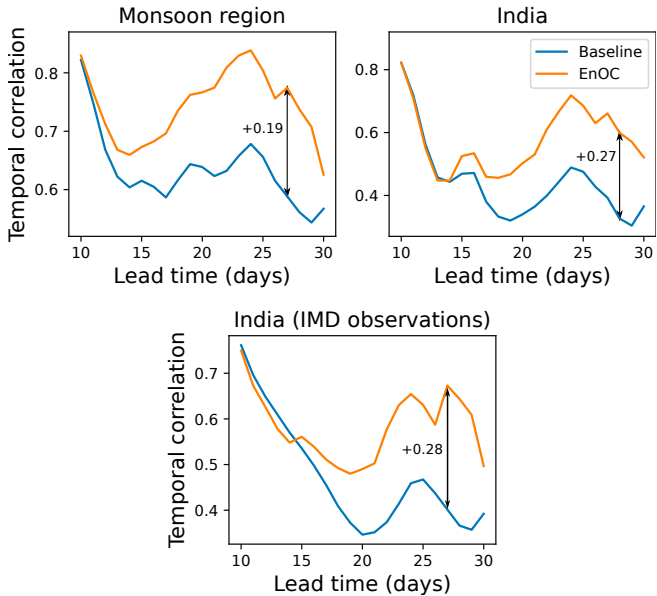 Monsoon region
Temporal correlation
0.8
0.7
0.6
+0.19
10 15 20 25 30
Lead time (days)
India
Baseline
EnOC
0.8
0.6
0.4
+0.27
10 15 20 25 30
Lead time (days)
India (IMD observations)
Temporal correlation
0.7
0.6
0.5
0.4
+0.28
10 15 20 25 30
Lead time (days)